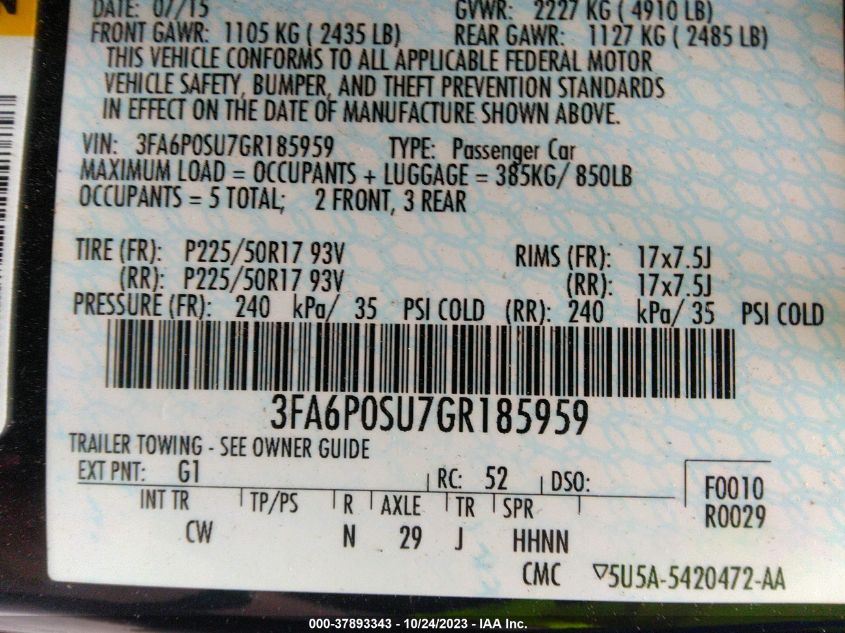 DATE: 07/15 GVWR: 2227 KG ( 4910 LB)
FRONT GAWR: 1105 KG ( 2435 LB) REAR GAWR: 1127 KG ( 2485 LB)
THIS VEHICLE CONFORMS TO ALL APPLICABLE FEDERAL MOTOR
VEHICLE SAFETY, BUMPER, AND THEFT PREVENTION STANDARDS
IN EFFECT ON THE DATE OF MANUFACTURE SHOWN ABOVE.
VIN: 3FA6P0SU7GR185959 TYPE: Passenger Car
MAXIMUM LOAD = OCCUPANTS + LUGGAGE = 385KG/ 850LB
OCCUPANTS = 5 TOTAL; 2 FRONT, 3 REAR
TIRE (FR): P225/50R17 93V RIMS (FR): 17x7.5J
(RR): P225/50R17 93V (RR): 17x7.5J
PRESSURE (FR): 240 kPa/ 35 PSI COLD (RR): 240 kPa/ 35 PSI COLD
3FA6P0SU7GR185959
TRAILER TOWING - SEE OWNER GUIDE
EXT PNT: G1 RC: 52 DSO: F0010
R0029
INT TR TP/PS R AXLE TR SPR
CW N 29 J HHNN
CMC ▽5U5A-5420472-AA
000-37893343 - 10/24/2023 - IAA Inc.